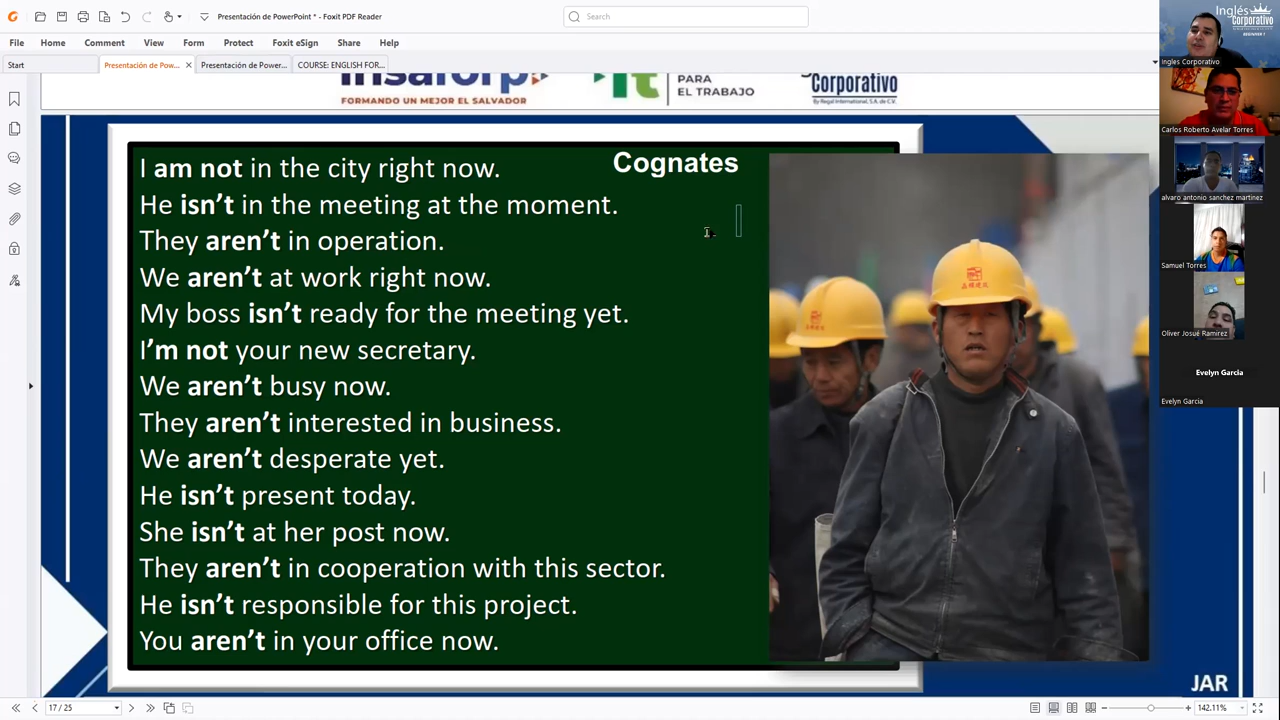 Presentación de PowerPoint * - Foxit PDF Reader
Search
File Home Comment View Form Protect Foxit eSign Share Help
Start
Presentación de Pow...
Presentación de Power...
COURSE: ENGLISH FOR...
insaforp
FORMANDO UN MEJOR EL SALVADOR
PARA
EL TRABAJO
Corporativo
By Regal International, S.A. de C.V.
Cognates
I am not in the city right now.
He isn't in the meeting at the moment.
They aren't in operation.
We aren't at work right now.
My boss isn't ready for the meeting yet.
I'm not your new secretary.
We aren't busy now.
They aren't interested in business.
We aren't desperate yet.
He isn't present today.
She isn't at her post now.
They aren't in cooperation with this sector.
He isn't responsible for this project.
You aren't in your office now.
JAR
17 / 25
142.11%
Inglés
Corporativo
BEGINNER 1
Ingles Corporativo
Carlos Roberto Avelar Torres
alvaro antonio sanchez martinez
Samuel Torres
Oliver Josué Ramirez
Evelyn Garcia
Evelyn Garcia